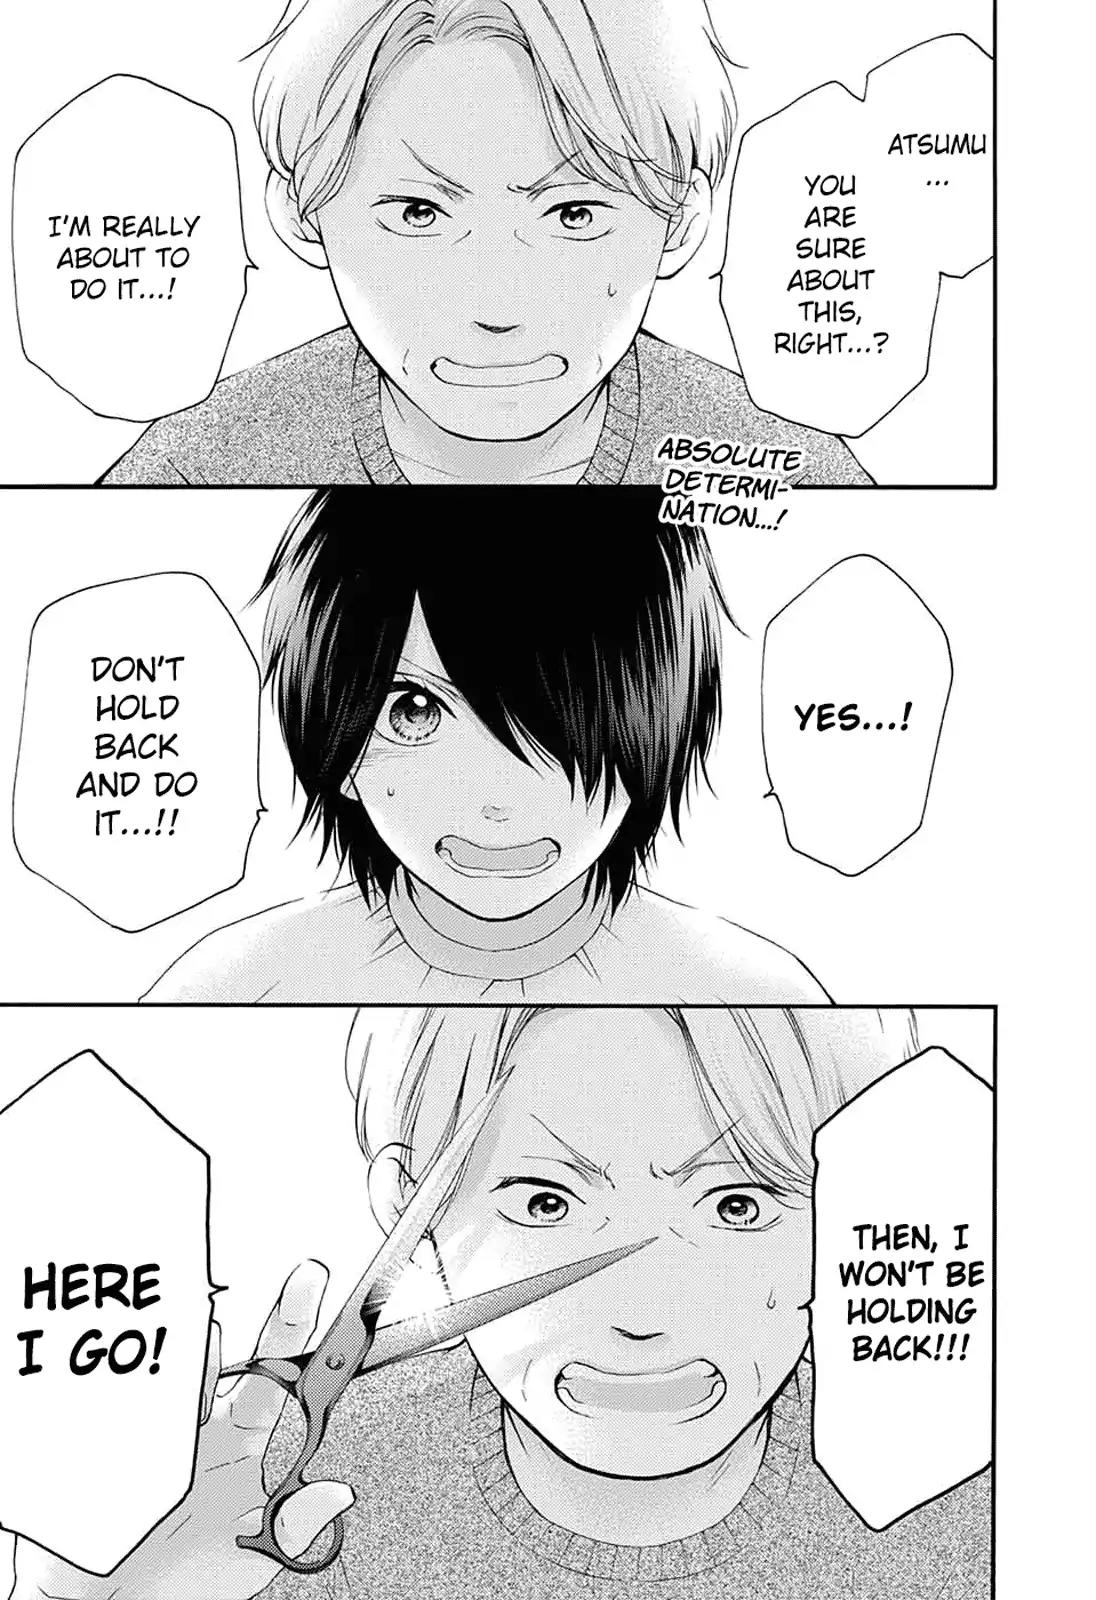 ATSUMU
...
YOU
ARE
SURE
ABOUT
THIS,
RIGHT...?
I'M REALLY
ABOUT TO
DO IT...!
ABSOLUTE
DETERMI-
NATION...!
YES...!
DON'T
HOLD
BACK
AND DO
IT...!!
THEN, I
WON'T BE
HOLDING
BACK!!!
HERE
I GO!